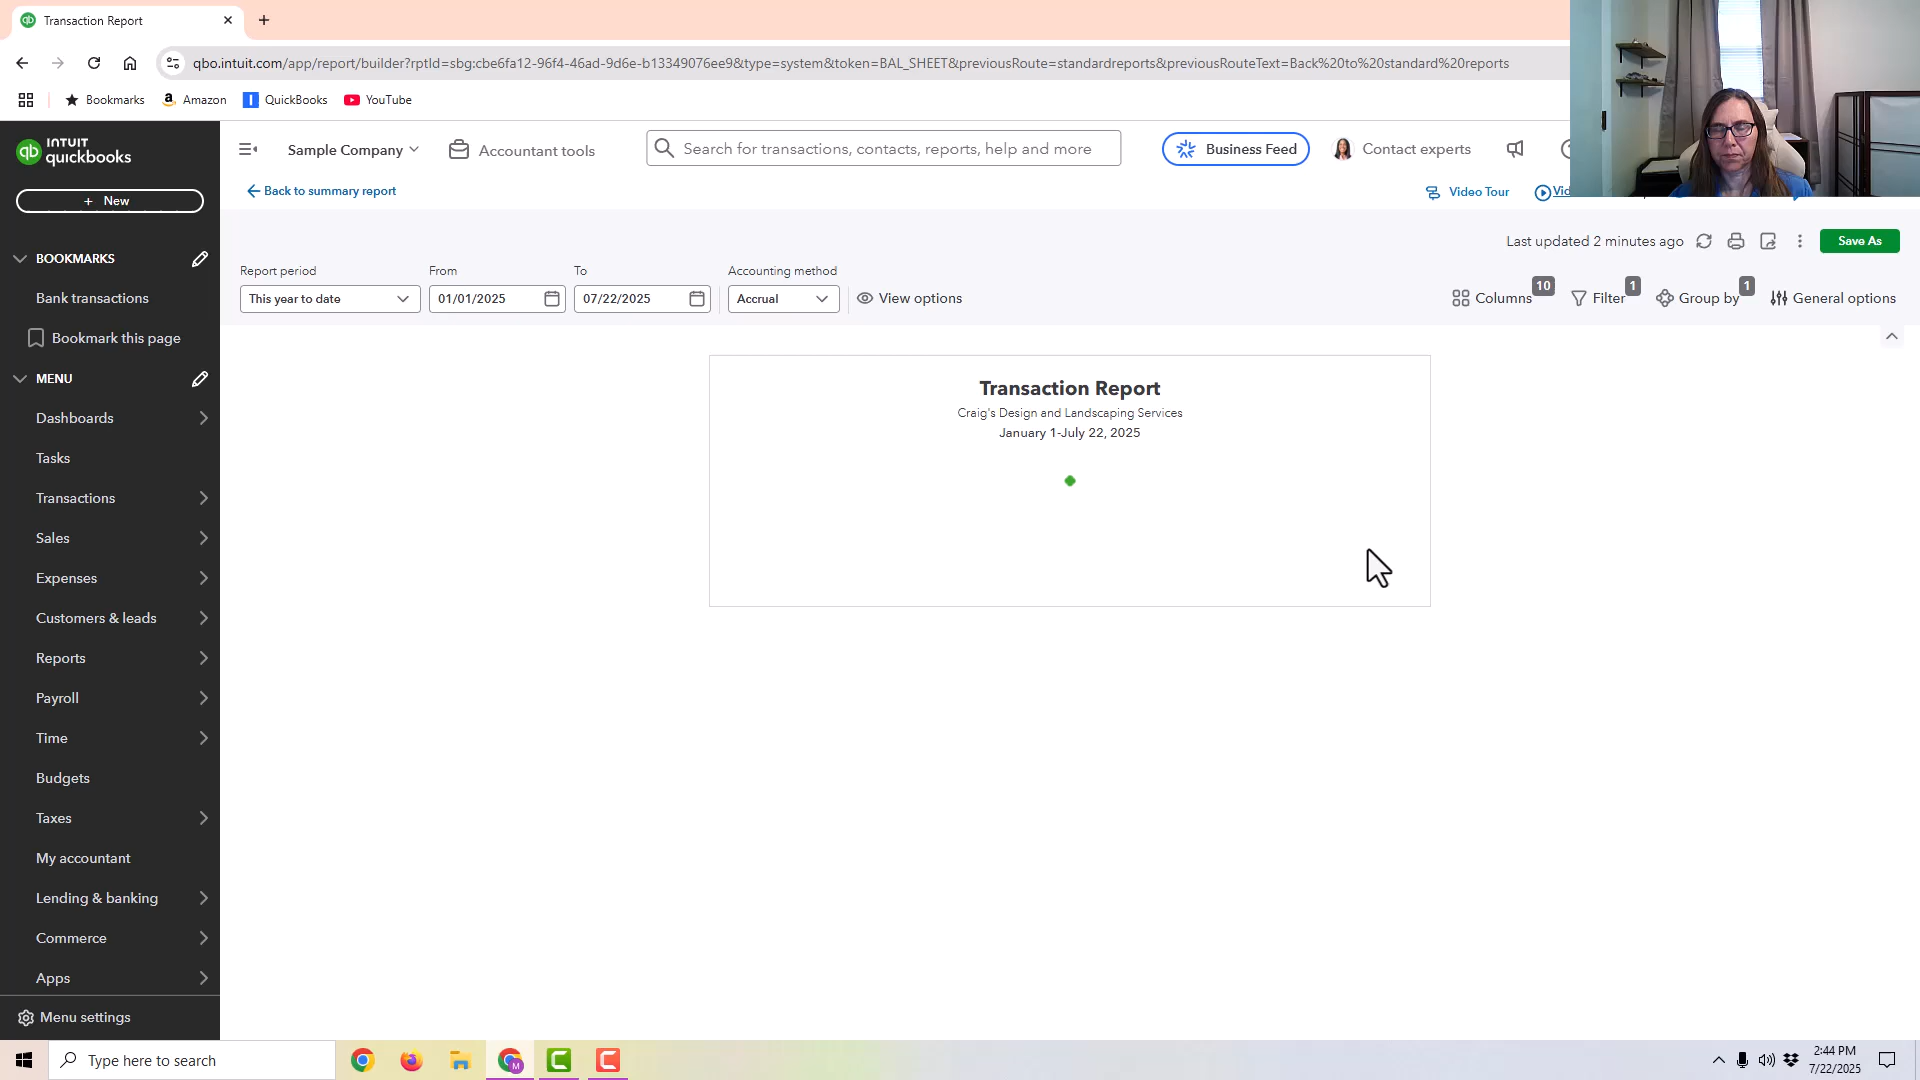 Transaction Report
qbo.intuit.com/app/report/builder?rptId=sbg:cbe6fa12-96f4-46ad-9d6e-b13349076ee9&type=system&token=BAL_SHEET&previousRoute=standardreports&previousRouteText=Back%20to%20standard%20reports
Bookmarks
Amazon
QuickBooks
YouTube
INTUIT
quickbooks
Sample Company
Accountant tools
Search for transactions, contacts, reports, help and more
Business Feed
Contact experts
+ New
Back to summary report
Video Tour
Last updated 2 minutes ago
Save As
BOOKMARKS
Bank transactions
Bookmark this page
MENU
Dashboards
Tasks
Transactions
Sales
Expenses
Customers & leads
Reports
Payroll
Time
Budgets
Taxes
My accountant
Lending & banking
Commerce
Apps
Menu settings
Report period
From
To
Accounting method
This year to date
01/01/2025
07/22/2025
Accrual
View options
Columns 10
Filter 1
Group by 1
General options
Transaction Report
Craig's Design and Landscaping Services
January 1-July 22, 2025
Type here to search
2:44 PM
7/22/2025